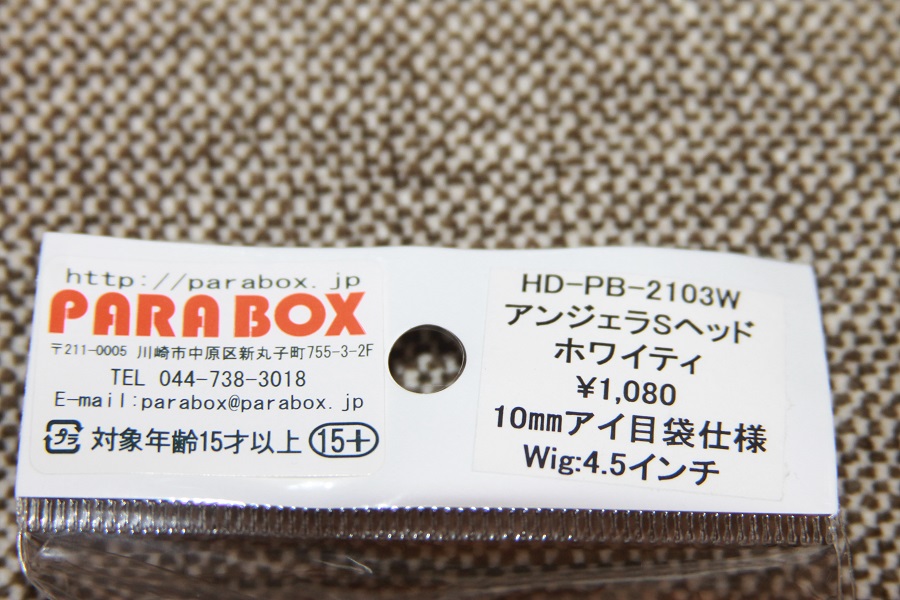 http://parabox.jp
PARABOX
〒211-0005 川崎市中原区新丸子町755-3-2F
TEL 044-738-3018
E-mail:parabox@parabox.jp
プラ 対象年齢15才以上 15+
HD-PB-2103W
アンジェラSヘッド
ホワイティ
¥1,080
10mmアイ目袋仕様
Wig:4.5インチ